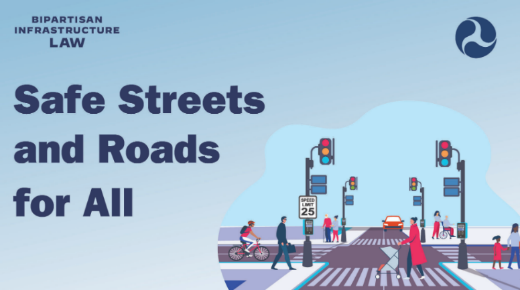 BIPARTISAN
INFRASTRUCTURE
LAW
Safe Streets
and Roads
for All
SPEED
LIMIT
25